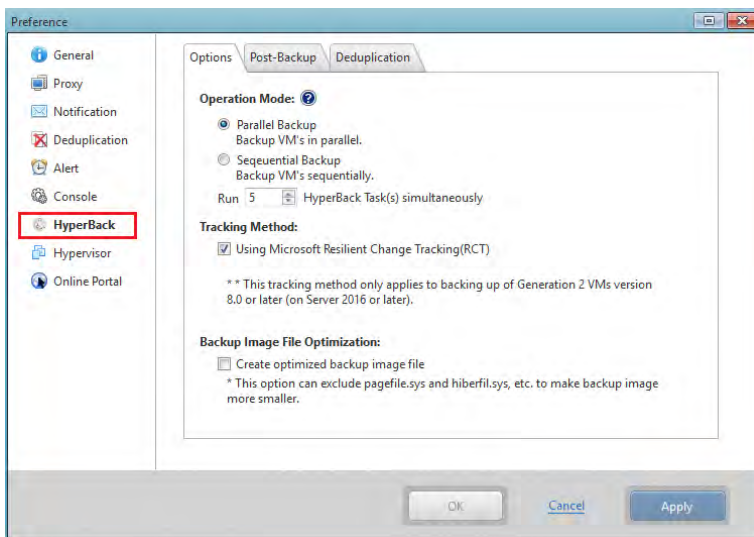 Preference
General
Proxy
Notification
Deduplication
Alert
Console
HyperBack
Hypervisor
Online Portal
Options Post-Backup Deduplication
Operation Mode: ?
Parallel Backup
Backup VM's in parallel.
Seqeuential Backup
Backup VM's sequentially.
Run 5 HyperBack Task(s) simultaneously
Tracking Method:
Using Microsoft Resilient Change Tracking(RCT)
* * This tracking method only applies to backing up of Generation 2 VMs version
8.0 or later (on Server 2016 or later).
Backup Image File Optimization:
Create optimized backup image file
* This option can exclude pagefile.sys and hiberfil.sys, etc. to make backup image
more smaller.
OK Cancel Apply